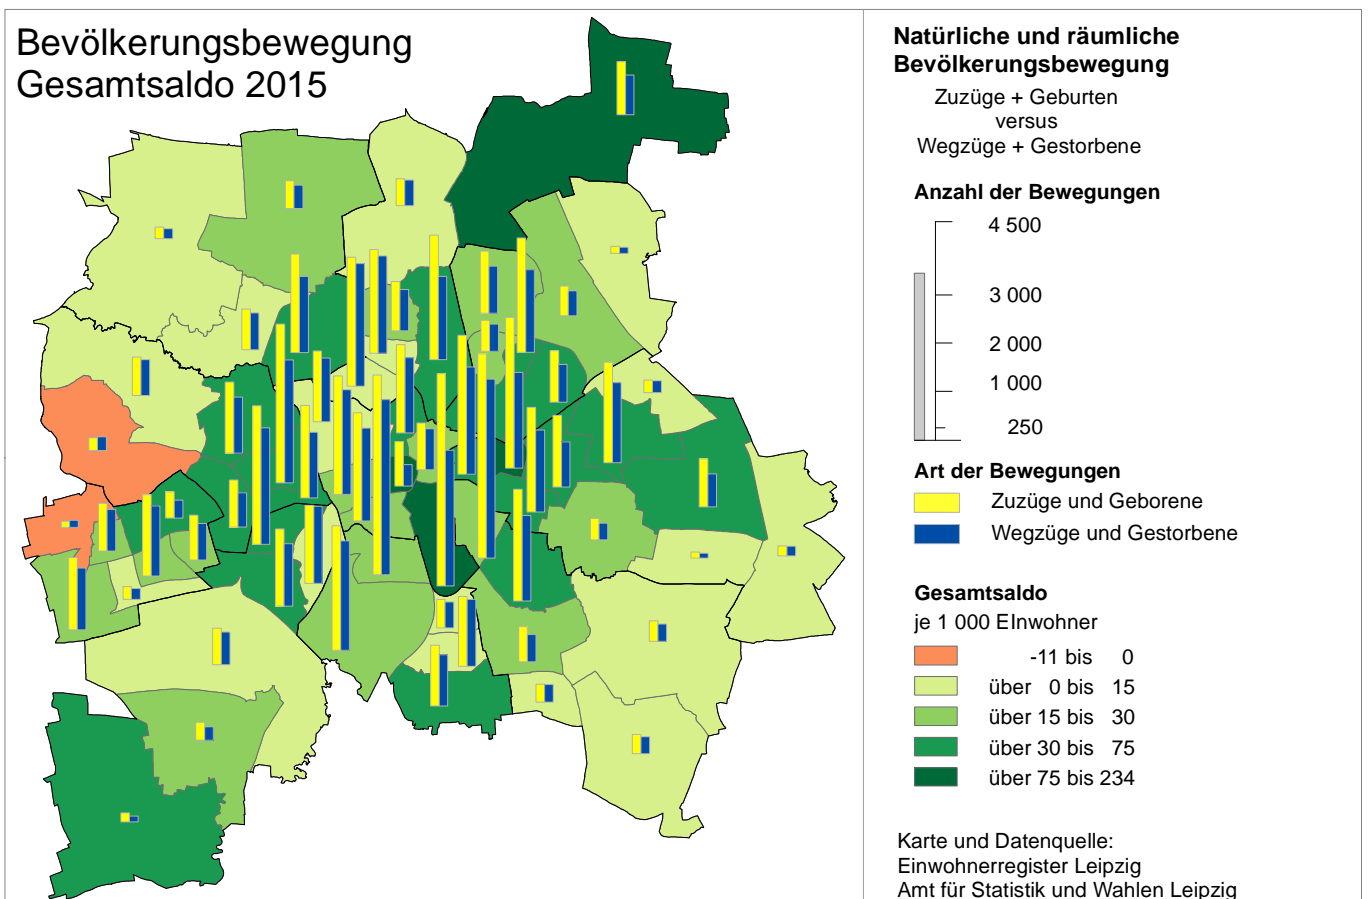 Bevölkerungsbewegung
Gesamtsaldo 2015
Natürliche und räumliche
Bevölkerungsbewegung
Zuzüge + Geburten
versus
Wegzüge + Gestorbene
Anzahl der Bewegungen
4 500
3 000
2 000
1 000
250
Art der Bewegungen
Zuzüge und Geborene
Wegzüge und Gestorbene
Gesamtsaldo
je 1 000 EInwohner
-11 bis 0
über 0 bis 15
über 15 bis 30
über 30 bis 75
über 75 bis 234
Karte und Datenquelle:
Einwohnerregister Leipzig
Amt für Statistik und Wahlen Leipzig